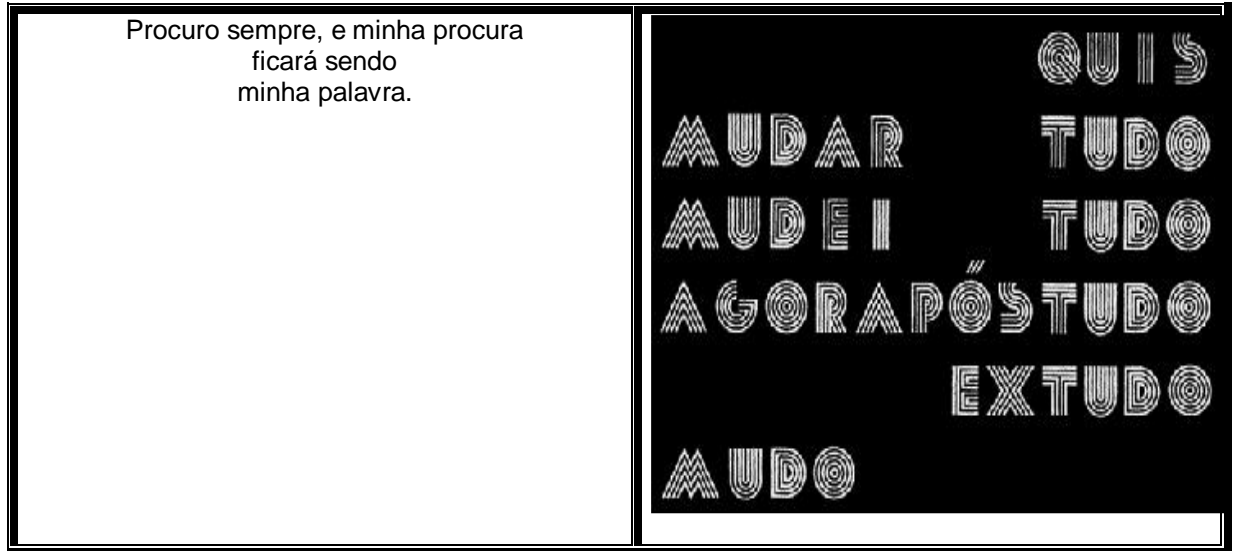 Procuro sempre, e minha procura
ficará sendo
minha palavra.
QUIS
MUDAR TUDO
MUDEI TUDO
AGORAPÓSTUDO
EXTUDO
MUDO